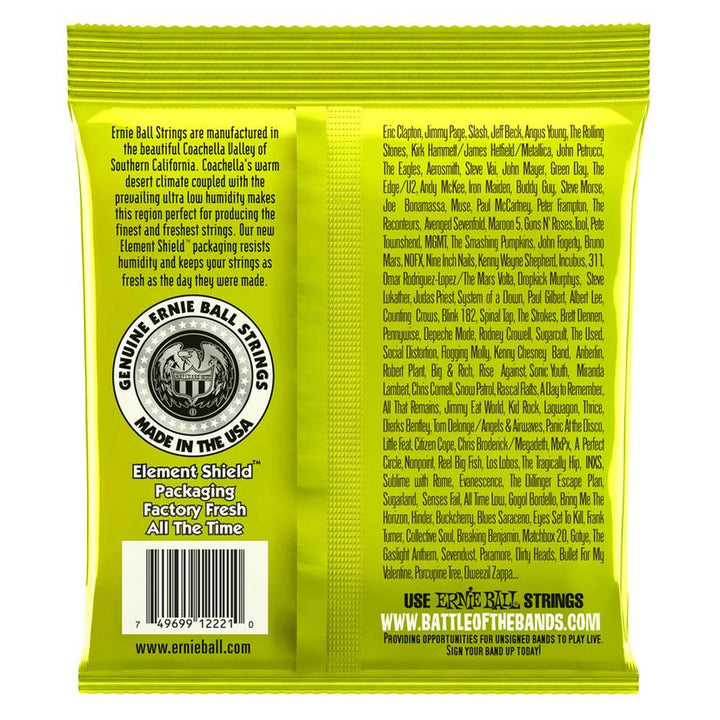 Ernie Ball Strings are manufactured in
the beautiful Coachella Valley of
Southern California. Coachella's warm
desert climate coupled with the
prevailing ultra low humidity makes
this region perfect for producing the
finest and freshest strings. Our new
Element Shield™ packaging resists
humidity and keeps your strings as
fresh as the day they were made.
GENUINE ERNIE BALL STRINGS
MADE IN THE USA
Element Shield™
Packaging
Factory Fresh
All The Time
7 49699 12221 0
www.ernieball.com
Eric Clapton, Jimmy Page, Slash, Jeff Beck, Angus Young, The Rolling
Stones, Kirk Hammett/James Hetfield/Metallica, John Petrucci,
The Eagles, Aerosmith, Steve Vai, John Mayer, Green Day, The
Edge/U2, Andy McKee, Iron Maiden, Buddy Guy, Steve Morse,
Joe Bonamassa, Muse, Paul McCartney, Peter Frampton, The
Raconteurs, Avenged Sevenfold, Maroon 5, Guns N' Roses,Tool, Pete
Townshend, MGMT, The Smashing Pumpkins, John Fogerty, Bruno
Mars, NOFX, Nine Inch Nails, Kenny Wayne Shepherd, Incubus, 311,
Omar Rodriguez-Lopez/The Mars Volta, Dropkick Murphys, Steve
Lukather, Judas Priest, System of a Down, Paul Gilbert, Albert Lee,
Counting Crows, Blink 182, Spinal Tap, The Strokes, Brett Dennen,
Pennywise, Depeche Mode, Rodney Crowell, Sugarcult, The Used,
Social Distortion, Flogging Molly, Kenny Chesney Band, Anberlin,
Robert Plant, Big & Rich, Rise Against, Sonic Youth, Miranda
Lambert, Chris Cornell, Snow Patrol, Rascal Flatts, A Day to Remember,
All That Remains, Jimmy Eat World, Kid Rock, Lagwagon, Thrice,
Dierks Bentley, Tom Delonge/Angels & Airwaves, Panic At the Disco,
Little Feat, Citizen Cope, Chris Broderick/Megadeth, MxPx, A Perfect
Circle, Nonpoint, Reel Big Fish, Los Lobos, The Tragically Hip, INXS,
Sublime with Rome, Evanescence, The Dillinger Escape Plan,
Sugarland, Senses Fail, All Time Low, Gogol Bordello, Bring Me The
Horizon, Hinder, Buckcherry, Blues Saraceno, Eyes Set To Kill, Frank
Turner, Collective Soul, Breaking Benjamin, Matchbox 20, Gotye, The
Gaslight Anthem, Sevendust, Paramore, Dirty Heads, Bullet For My
Valentine, Porcupine Tree, Dweezil Zappa...
USE ERNIE BALL STRINGS
WWW.BATTLEOFTHEBANDS.COM
PROVIDING OPPORTUNITIES FOR UNSIGNED BANDS TO PLAY LIVE.
SIGN YOUR BAND UP TODAY!